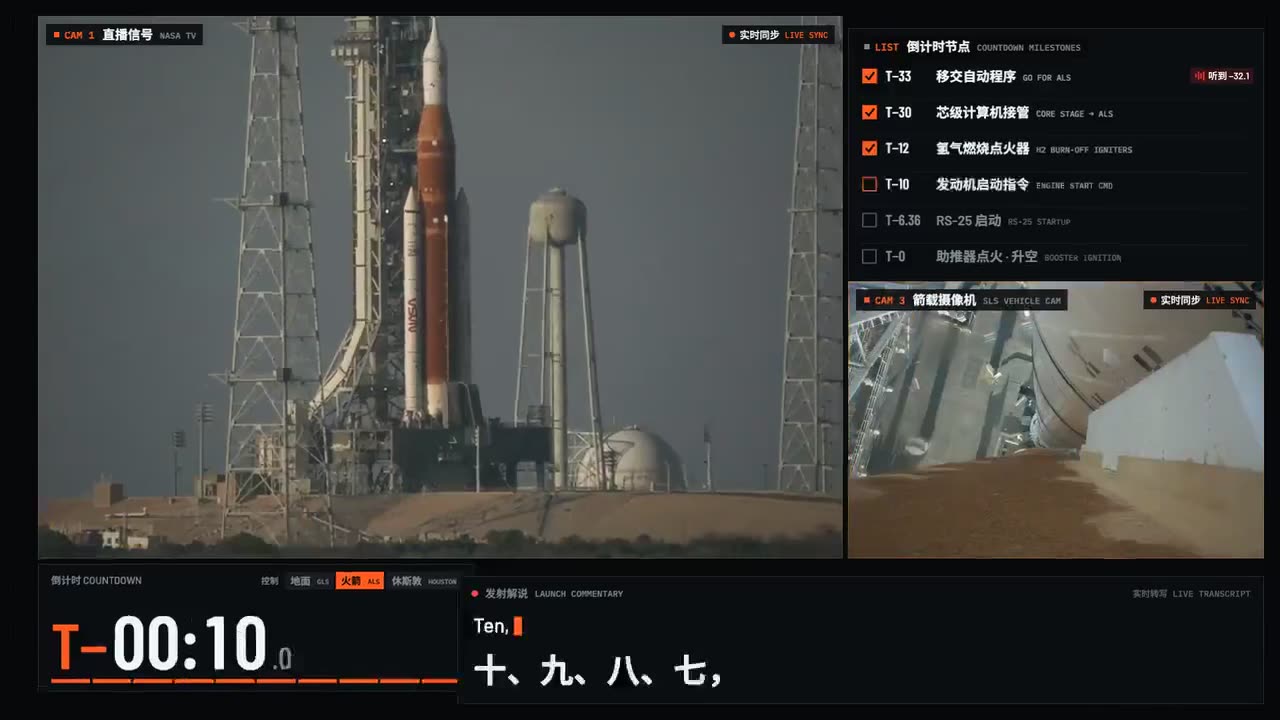 CAM 1 直播信号 NASA TV
实时同步 LIVE SYNC
NASA
LIST 倒计时节点 COUNTDOWN MILESTONES
T-33 移交自动程序 GO FOR ALS 听到 -32.1
T-30 芯级计算机接管 CORE STAGE → ALS
T-12 氢气燃烧点火器 H2 BURN-OFF IGNITERS
T-10 发动机启动指令 ENGINE START CMD
T-6.36 RS-25 启动 RS-25 STARTUP
T-0 助推器点火 · 升空 BOOSTER IGNITION
CAM 3 箭载摄像机 SLS VEHICLE CAM
实时同步 LIVE SYNC
倒计时 COUNTDOWN
控制 地面 GLS 火箭 ALS 休斯敦 HOUSTON
T-00:10.0
发射解说 LAUNCH COMMENTARY
实时转写 LIVE TRANSCRIPT
Ten,
十、九、八、七，